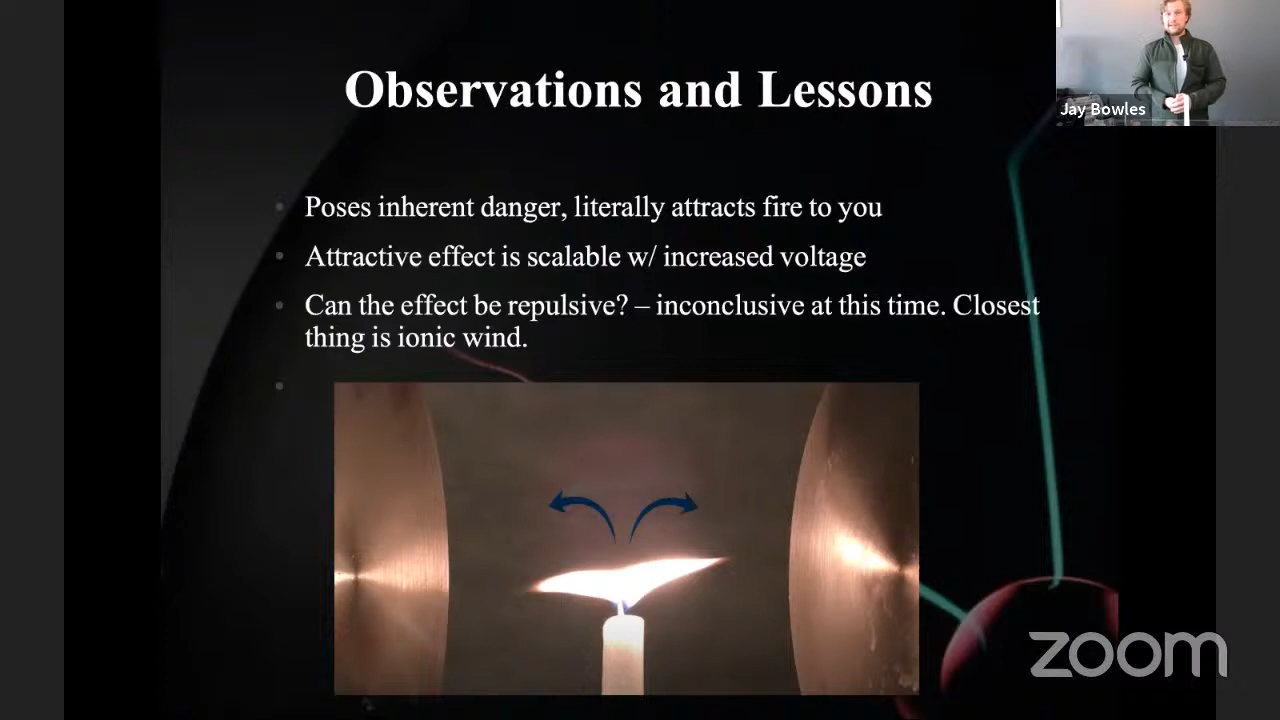 Observations and Lessons
Jay Bowles
Poses inherent danger, literally attracts fire to you
Attractive effect is scalable w/ increased voltage
Can the effect be repulsive? – inconclusive at this time. Closest
thing is ionic wind.
zoom